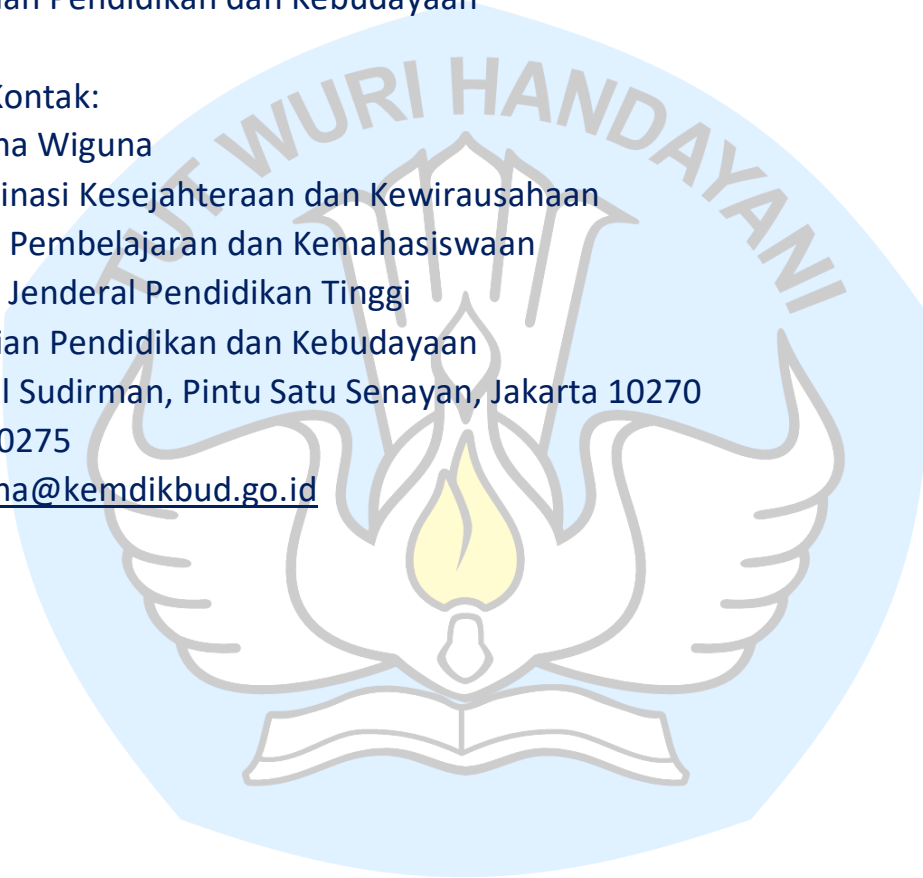 an Pendidikan dan Kebudayaan
Kontak:
na Wiguna
inasi Kesejahteraan dan Kewirausahaan
Pembelajaran dan Kemahasiswaan
Jenderal Pendidikan Tinggi
ian Pendidikan dan Kebudayaan
l Sudirman, Pintu Satu Senayan, Jakarta 10270
0275
na@kemdikbud.go.id
TUT WURI HANDAYANI